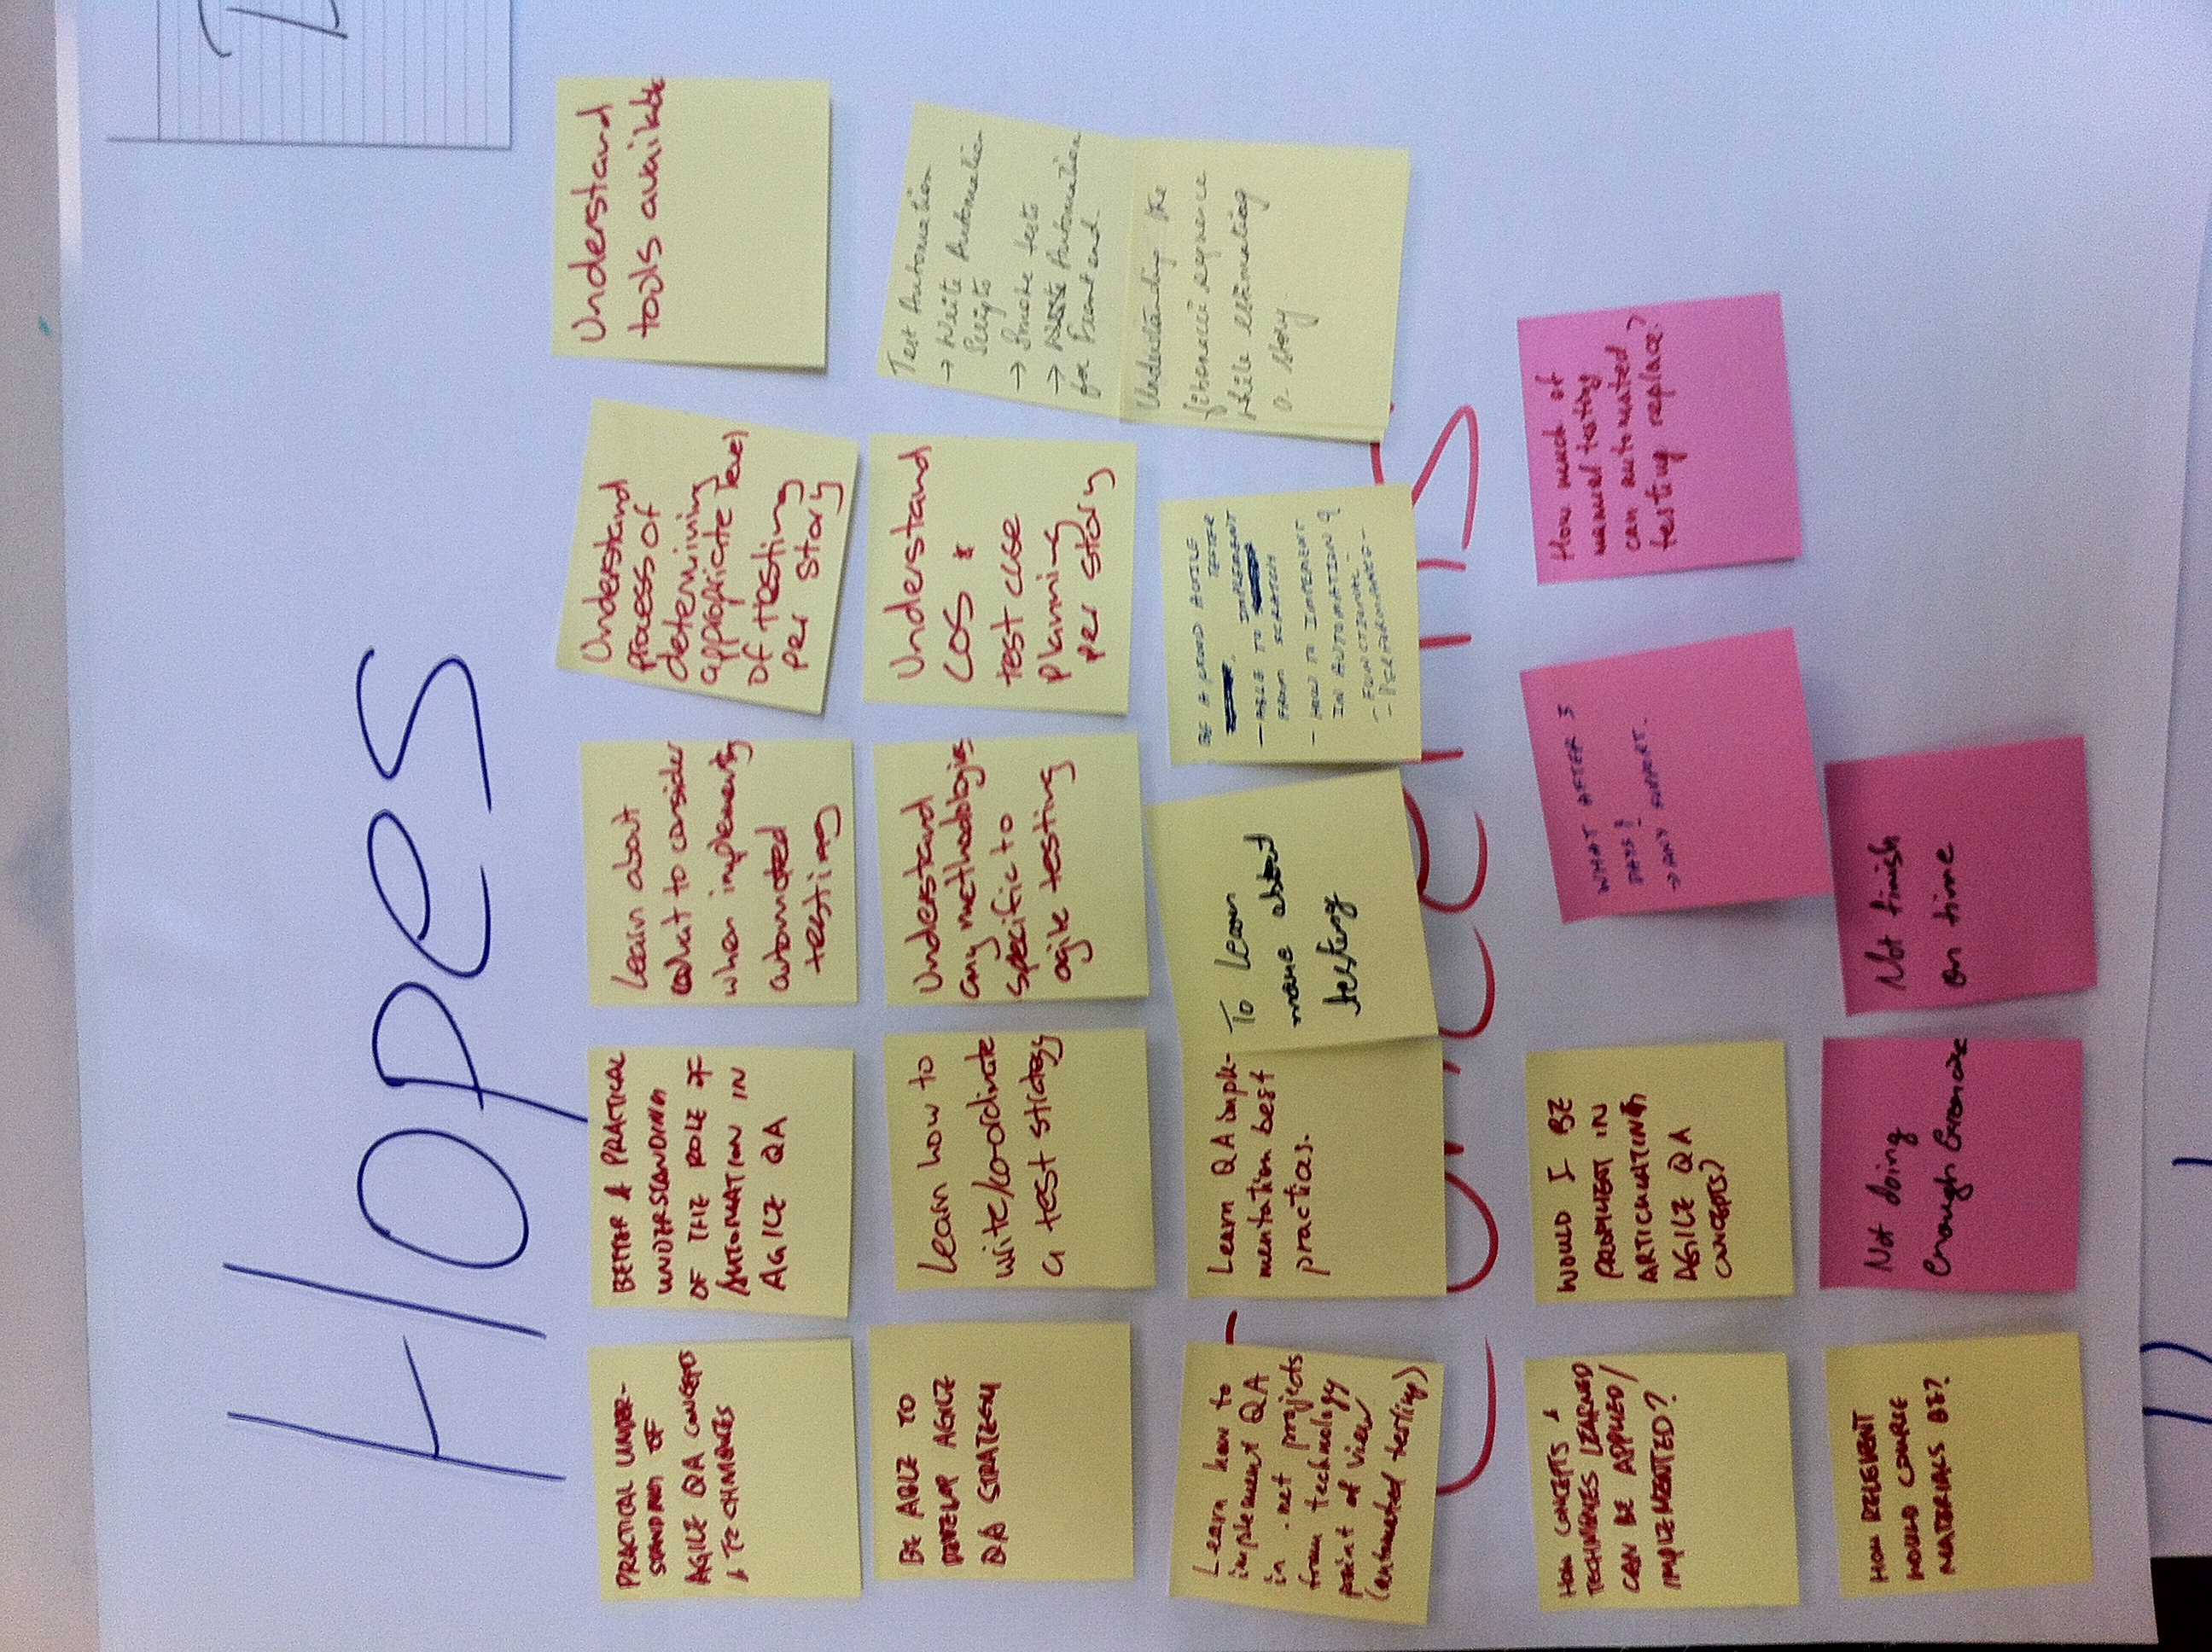 Hopes
PRACTICAL UNDER-
STANDING OF
AGILE QA CONCEPTS
& TECHNIQUES
BETTER & PRACTICAL
UNDERSTANDING
OF THE ROLE OF
AUTOMATION IN
AGILE QA
Learn about
what to consider
when implementing
automated
testing
Understand
process of
determining
appropriate level
of testing
per story
Understand
tools available
BE ABLE TO
DEVELOP AGILE
QA STRATEGY
Learn how to
write/co-ordinate
a test strategy
Understand
any methodologies
specific to
agile testing
Understand
COS &
test case
planning
per story
Test Automation
→ Write Automation
Scripts
→ Smoke tests
→ Automation
for Front end.
Learn how to
implement QA
in .net projects
from technology
point of view
(automated testing)
Learn QA imple-
mentation best
practices.
To learn
more about
testing
BE A GOOD AGILE
TESTER
- ABLE TO IMPLEMENT
FROM SCRATCH
- HOW TO IMPEMENT
IN AUTOMATION &
- FUNCTIONAL -
- PERFORMANCE -
Understanding the
fibonacci sequence
while estimating
a story.
Concerns
HOW CONCEPTS &
TECHNIQUES LEARNED
CAN BE APPLIED/
IMPLEMENTED?
WOULD I BE
PROFICIENT IN
ARTICULATING
AGILE QA
CONCEPTS?
WHAT AFTER 3
DAYS?
→ ANY SUPPORT.
How much of
manual testing
can automated
testing replace?
HOW RELEVENT
WOULD COURSE
MATERIALS BE?
Not doing
enough Exercise
Not finish
on time